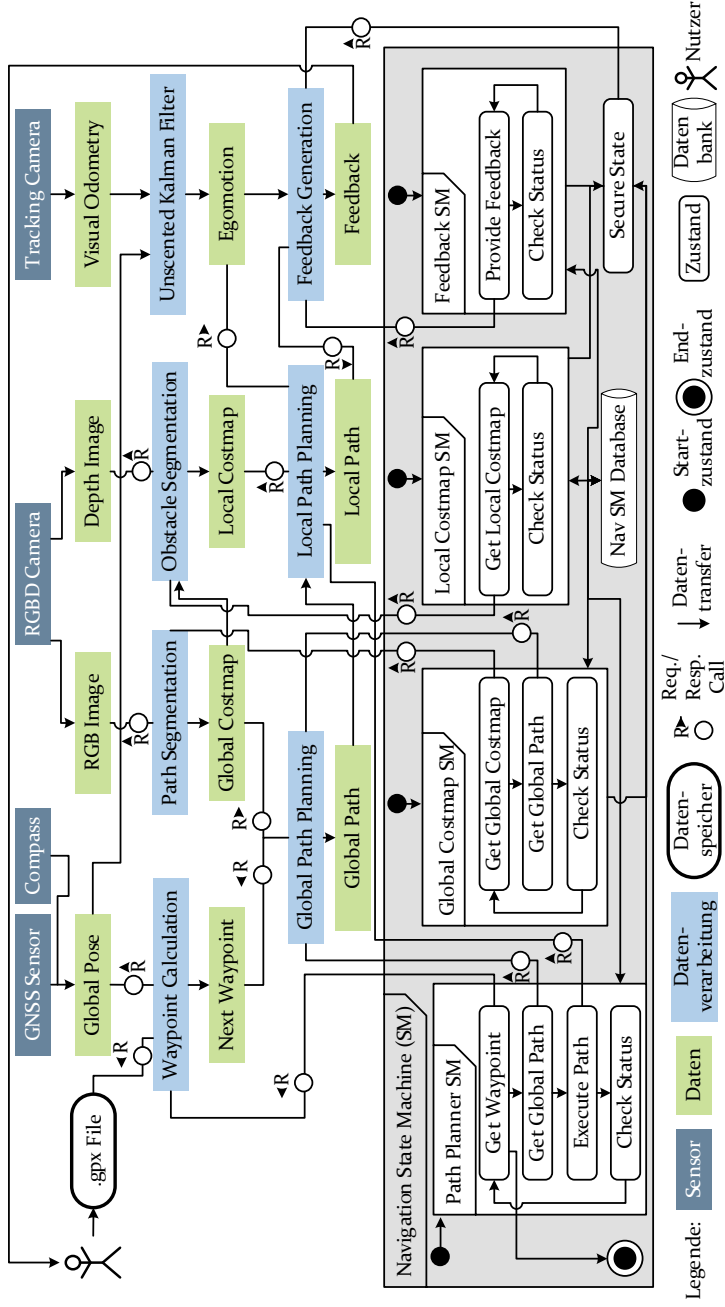 GNSS Sensor
Compass
RGBD Camera
Tracking Camera
.gpx File
Global Pose
RGB Image
Depth Image
Visual Odometry
R
R
R
R
Waypoint Calculation
Path Segmentation
Obstacle Segmentation
Unscented Kalman Filter
Next Waypoint
Global Costmap
Local Costmap
Egomotion
R
R
R
R
R
Global Path Planning
Local Path Planning
Feedback Generation
R
R
Global Path
Local Path
Feedback
R
R
R
R
R
R
R
Navigation State Machine (SM)
Path Planner SM
Get Waypoint
Get Global Path
Execute Path
Check Status
Global Costmap SM
Get Global Costmap
Get Global Path
Check Status
Local Costmap SM
Get Local Costmap
Check Status
Feedback SM
Provide Feedback
Check Status
Nav SM Database
Secure State
Legende:
Sensor
Daten
Daten-
verarbeitung
Daten-
speicher
R
Req./
Resp.
Call
Daten-
transfer
Start-
zustand
End-
zustand
Zustand
Daten
bank
Nutzer